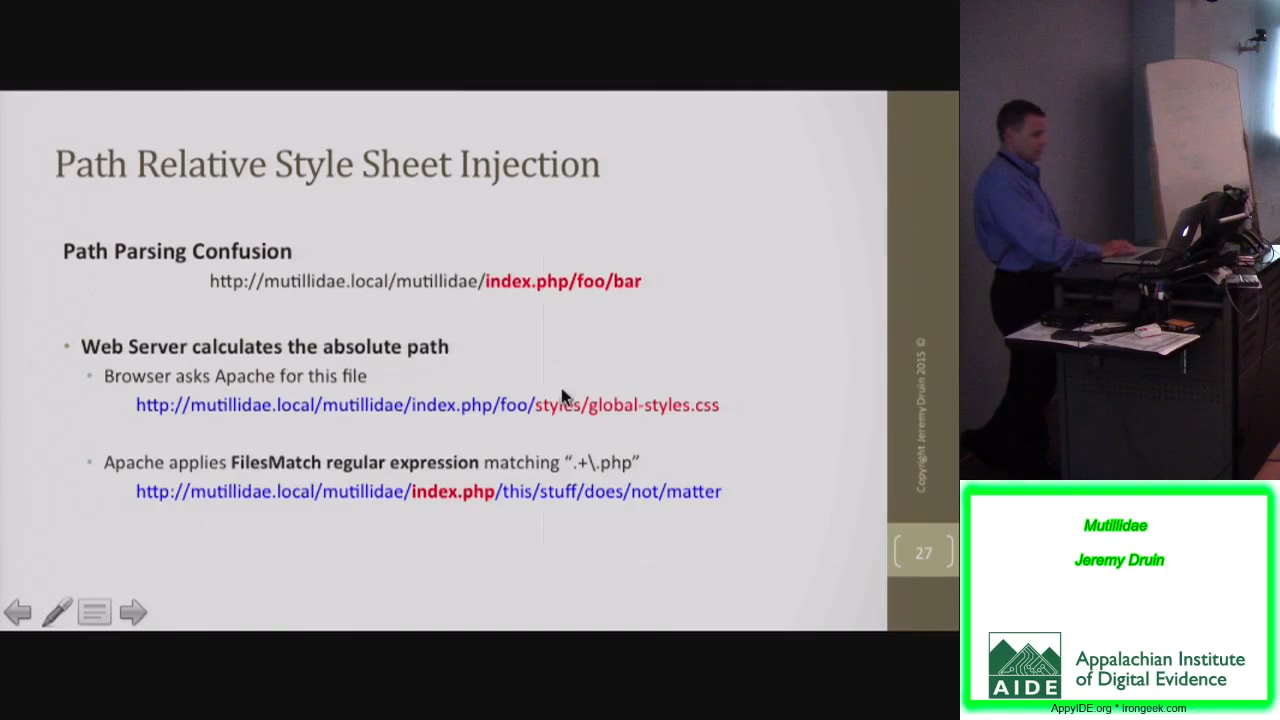 Path Relative Style Sheet Injection
Path Parsing Confusion
http://mutillidae.local/mutillidae/index.php/foo/bar
• Web Server calculates the absolute path
• Browser asks Apache for this file
http://mutillidae.local/mutillidae/index.php/foo/styles/global-styles.css
• Apache applies FilesMatch regular expression matching “.+\.php”
http://mutillidae.local/mutillidae/index.php/this/stuff/does/not/matter
Copyright Jeremy Druin 2015 ©
27
Mutillidae
Jeremy Druin
AIDE
Appalachian Institute
of Digital Evidence
AppyIDE.org * Irongeek.com